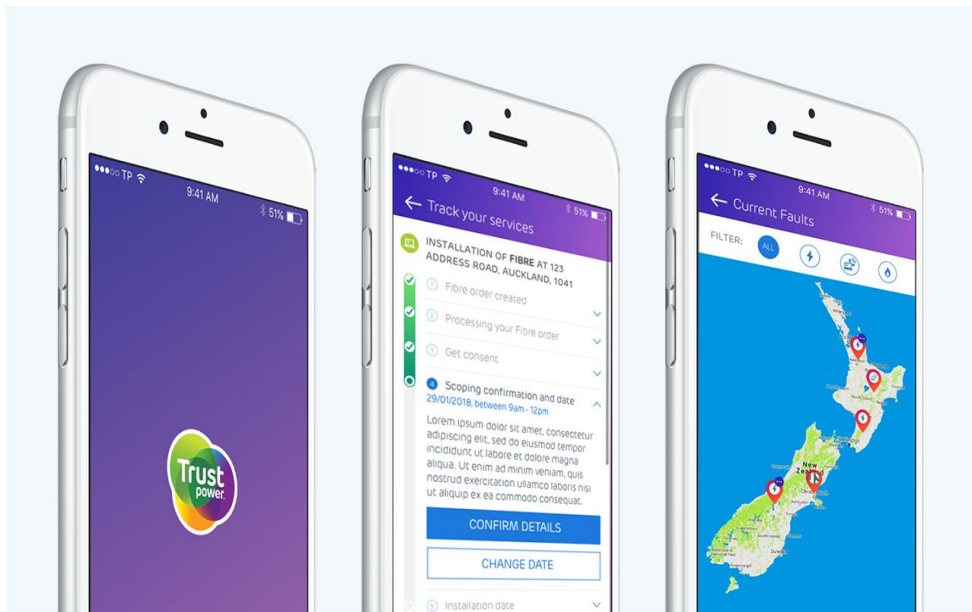 TP
9:41 AM
51%
Trust
power
TP
9:41 AM
51%
Track your services
INSTALLATION OF FIBRE AT 123
ADDRESS ROAD, AUCKLAND, 1041
1 Fibre order created
2 Processing your Fibre order
3 Get consent
4 Scoping confirmation and date
29/01/2018, between 9am - 12pm
Lorem ipsum dolor sit amet, consectetur
adipiscing elit, sed do eiusmod tempor
incididunt ut labore et dolore magna
aliqua. Ut enim ad minim veniam, quis
nostrud exercitation ullamco laboris nisi
ut aliquip ex ea commodo consequat.
CONFIRM DETAILS
CHANGE DATE
5 Installation date
TP
9:41 AM
51%
Current Faults
FILTER:
ALL
New
Zealand
Dunedin